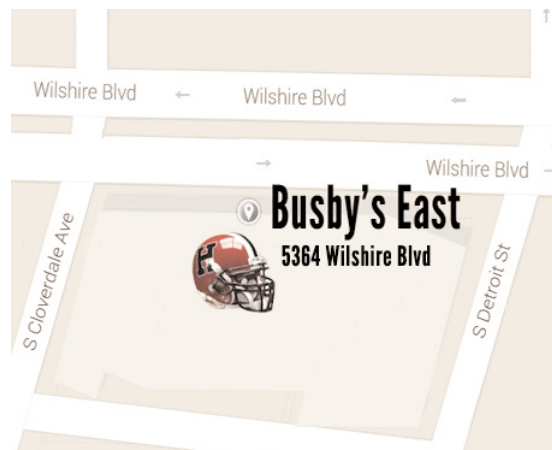 Wilshire Blvd
Wilshire Blvd
Wilshire Blvd
Busby's East
5364 Wilshire Blvd
H
S Cloverdale Ave
S Detroit St